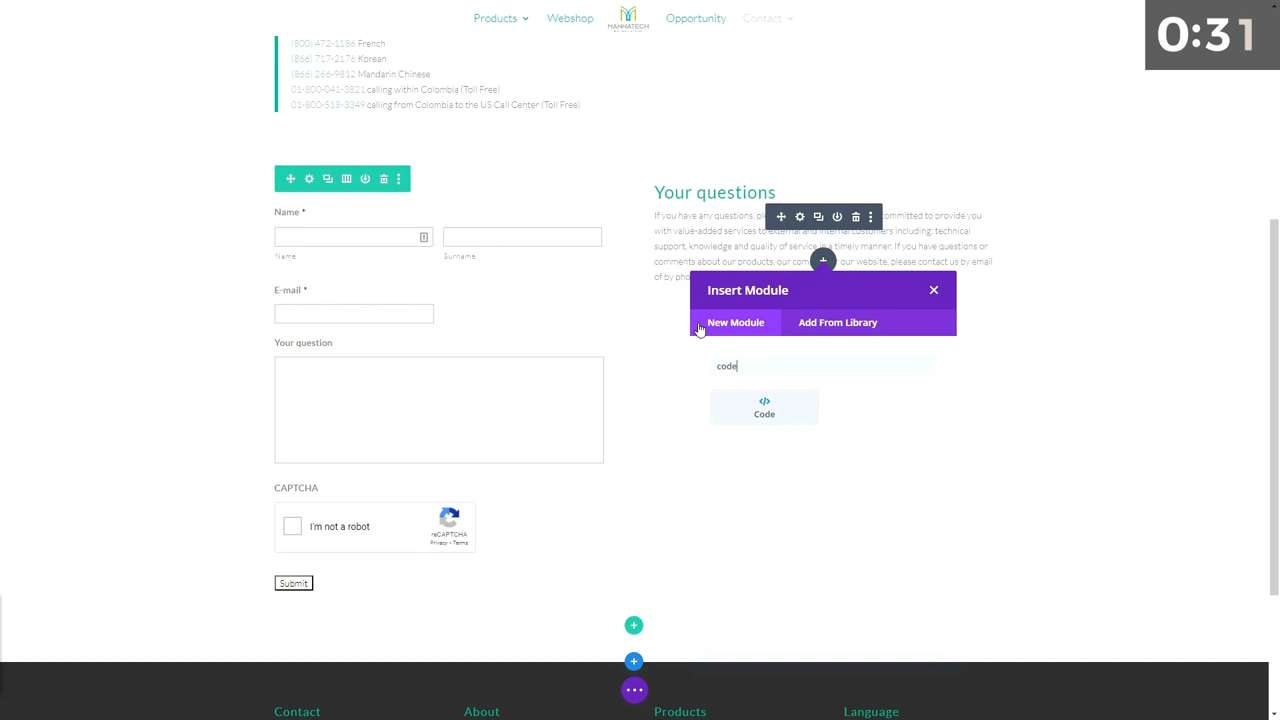 Products
Webshop
MANNATECH
Opportunity
Contact
0:31
(800) 472-1186 French
(866) 717-2176 Korean
(866) 266-9812 Mandarin Chinese
01-800-041-3821 calling within Colombia (Toll Free)
01-800-518-3349 calling from Colombia to the US Call Center (Toll Free)
Name *
Name
Surname
E-mail *
Your question
CAPTCHA
I'm not a robot
reCAPTCHA
Privacy - Terms
Submit
Your questions
If you have any questions, committed to provide you
with value-added services to external and internal customers including: technical
support, knowledge and quality of service in a timely manner. If you have questions or
comments about our products, our our website, please contact us by email
of by
Insert Module
New Module
Add From Library
code
</>
Code
Contact
About
Products
Language